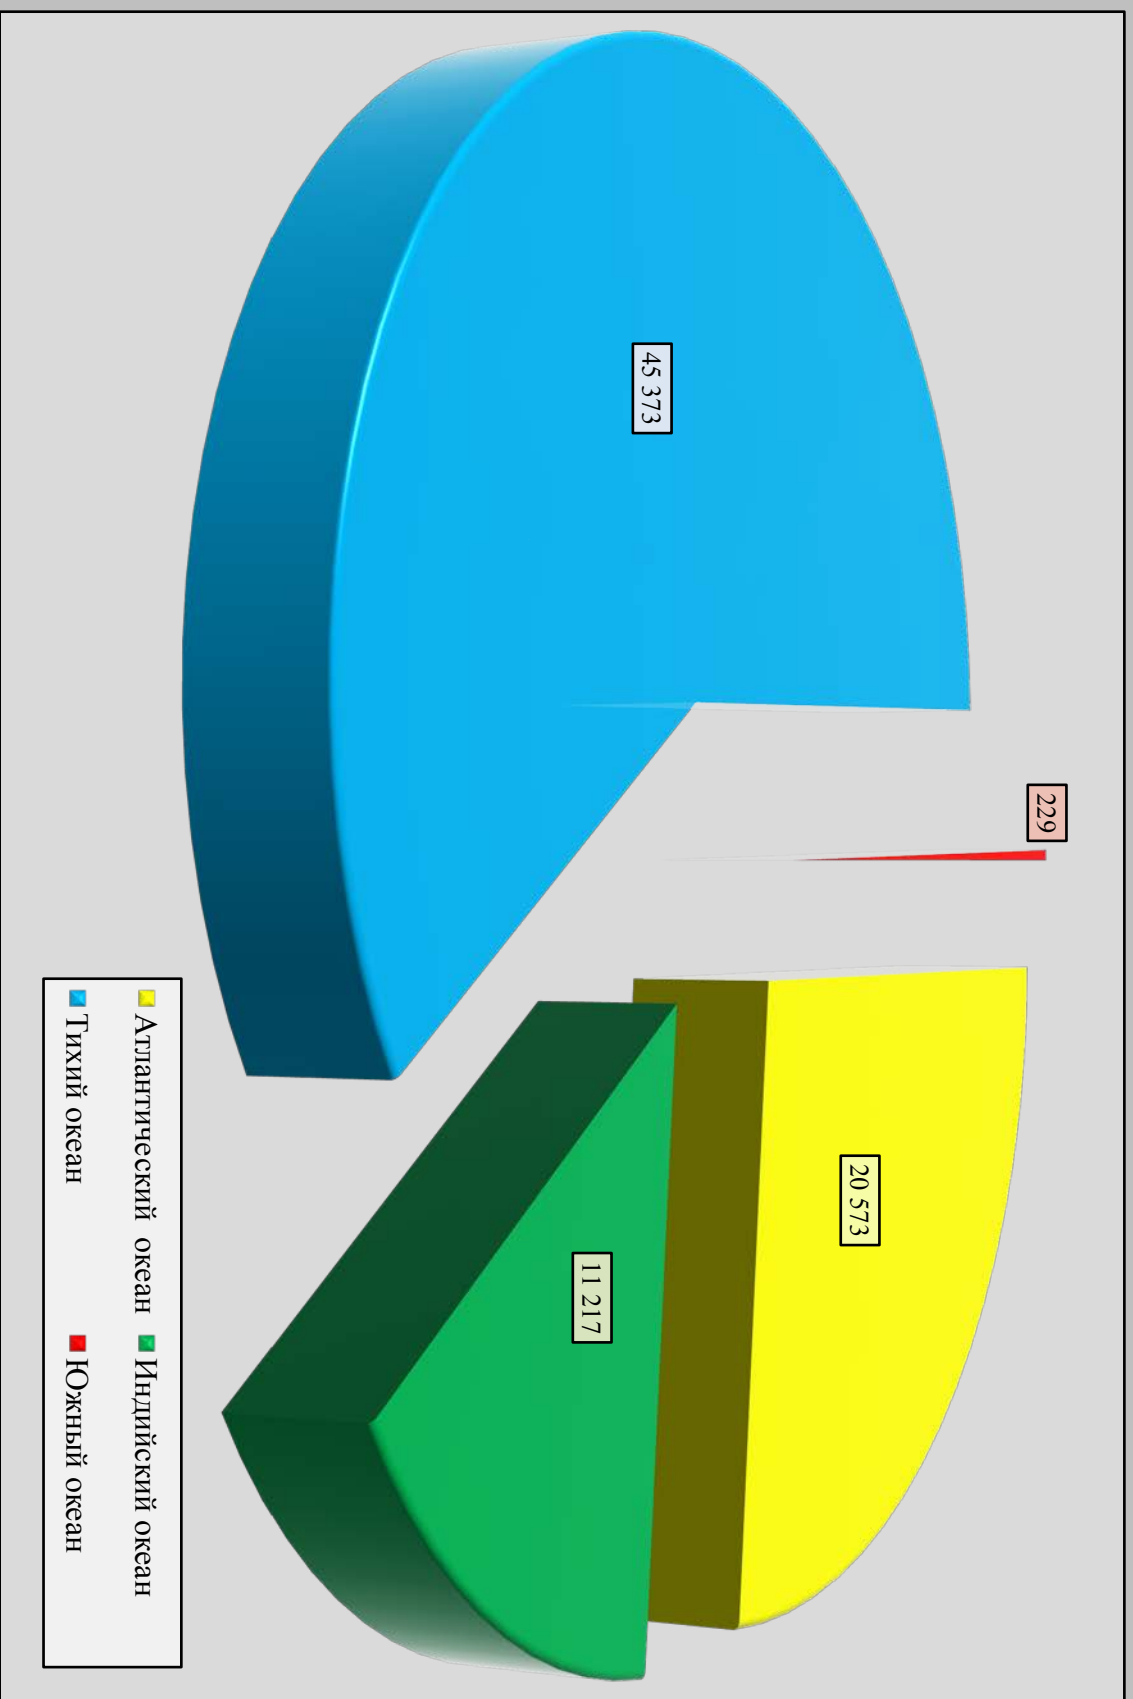 229
20 573
45 373
11 217
Атлантический океан
Индийский океан
Тихий океан
Южный океан